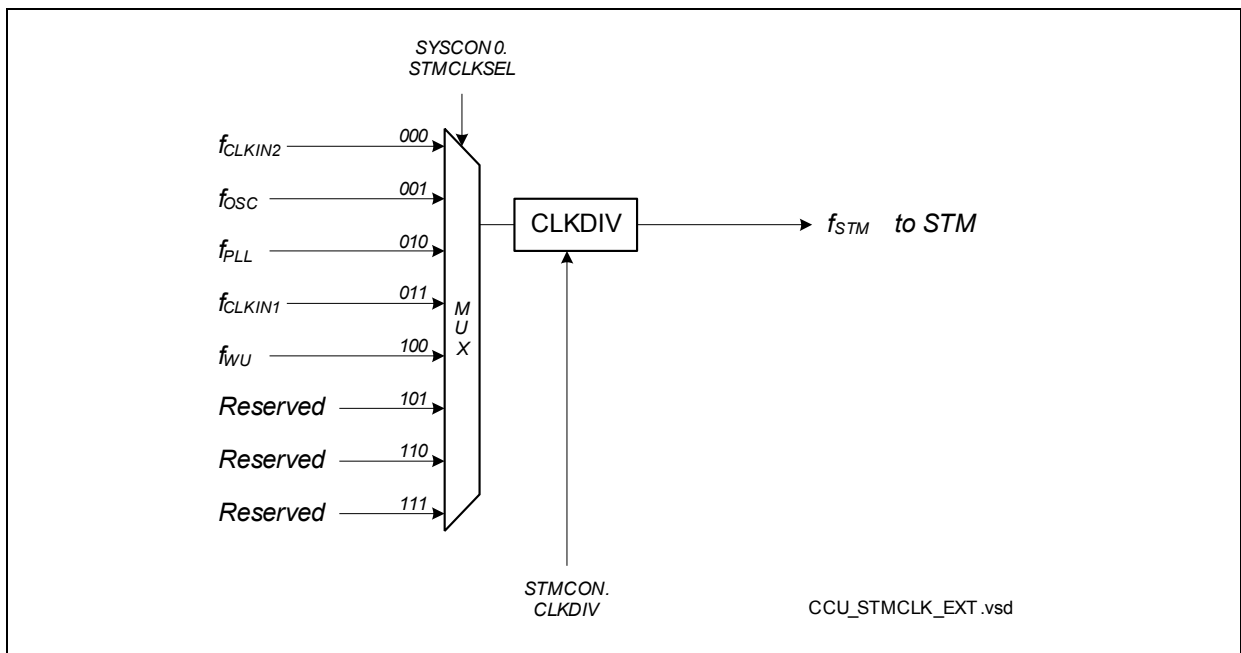 SYSCON0.
STMCLKSEL
fCLKIN2 000
fOSC 001
fPLL 010
fCLKIN1 011
fWU 100
Reserved 101
Reserved 110
Reserved 111
M
U
X
CLKDIV
fSTM to STM
STMCON.
CLKDIV
CCU_STMCLK_EXT.vsd